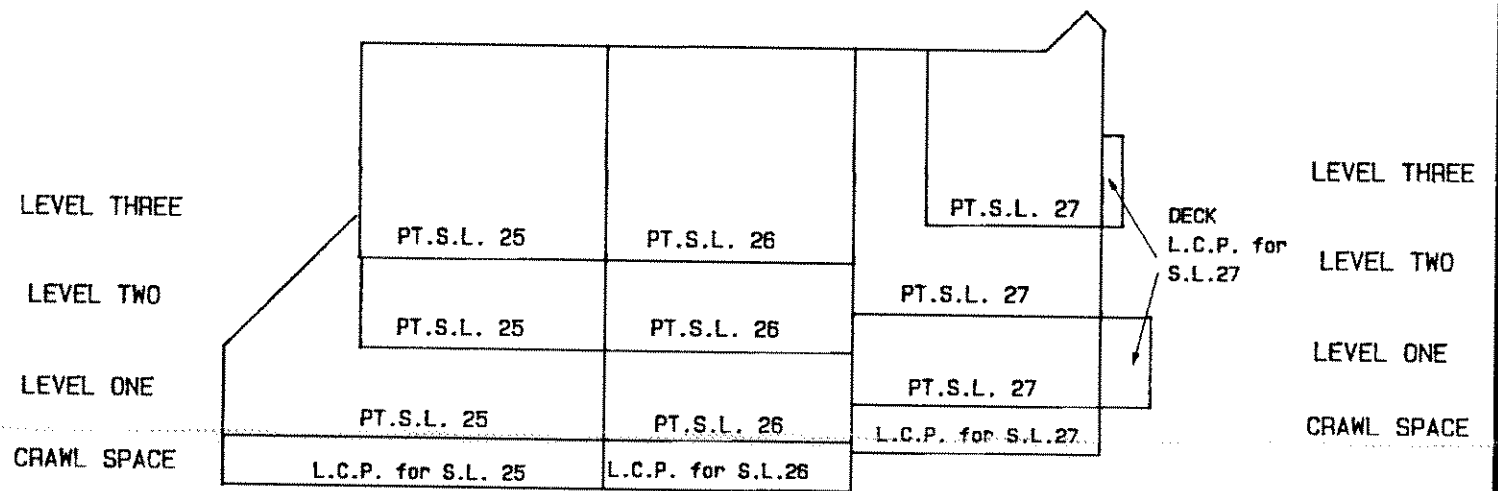 LEVEL THREE
PT.S.L. 25
PT.S.L. 26
PT.S.L. 27
DECK
L.C.P. for
S.L.27
LEVEL THREE
LEVEL TWO
PT.S.L. 25
PT.S.L. 26
PT.S.L. 27
LEVEL TWO
LEVEL ONE
PT.S.L. 25
PT.S.L. 26
PT.S.L. 27
LEVEL ONE
CRAWL SPACE
L.C.P. for S.L. 25
L.C.P. for S.L.26
L.C.P. for S.L.27
CRAWL SPACE